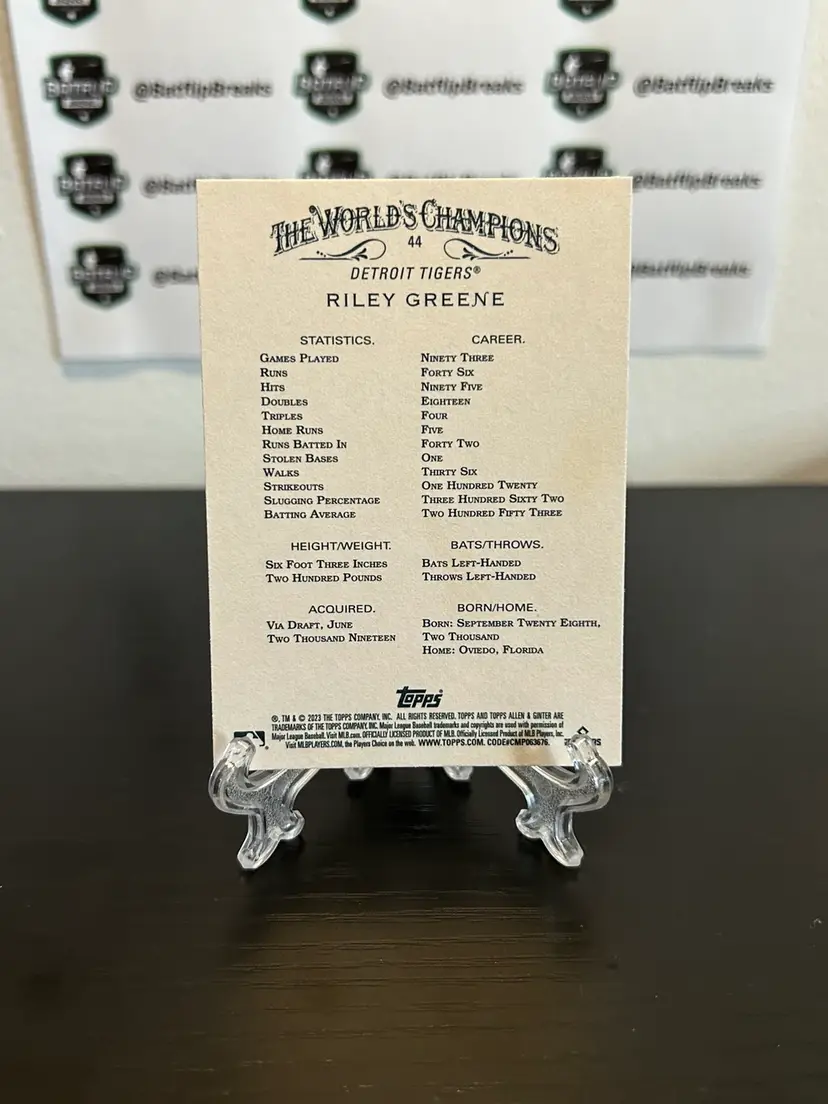 @BatflipBreaks @BatflipBreaks @BatflipBreaks
@BatflipBreaks
THE WORLD'S CHAMPIONS
44
DETROIT TIGERS®
RILEY GREENE
STATISTICS. CAREER.
GAMES PLAYED NINETY THREE
RUNS FORTY SIX
HITS NINETY FIVE
DOUBLES EIGHTEEN
TRIPLES FOUR
HOME RUNS FIVE
RUNS BATTED IN FORTY TWO
STOLEN BASES ONE
WALKS THIRTY SIX
STRIKEOUTS ONE HUNDRED TWENTY
SLUGGING PERCENTAGE THREE HUNDRED SIXTY TWO
BATTING AVERAGE TWO HUNDRED FIFTY THREE
HEIGHT/WEIGHT. BATS/THROWS.
SIX FOOT THREE INCHES BATS LEFT-HANDED
TWO HUNDRED POUNDS THROWS LEFT-HANDED
ACQUIRED. BORN/HOME.
VIA DRAFT, JUNE BORN: SEPTEMBER TWENTY EIGHTH,
TWO THOUSAND NINETEEN TWO THOUSAND
HOME: OVIEDO, FLORIDA
Topps®
®, TM & © 2023 THE TOPPS COMPANY, INC. ALL RIGHTS RESERVED. TOPPS AND TOPPS ALLEN & GINTER ARE
TRADEMARKS OF THE TOPPS COMPANY, INC. Major League Baseball trademarks and copyrights are used with permission of
Major League Baseball. Visit MLB.com. OFFICIALLY LICENSED PRODUCT OF MLB. Officially Licensed Product of MLB Players, Inc.
Visit MLBPLAYERS.COM, the Players Choice on the web. WWW.TOPPS.COM. CODE#CMP063676.